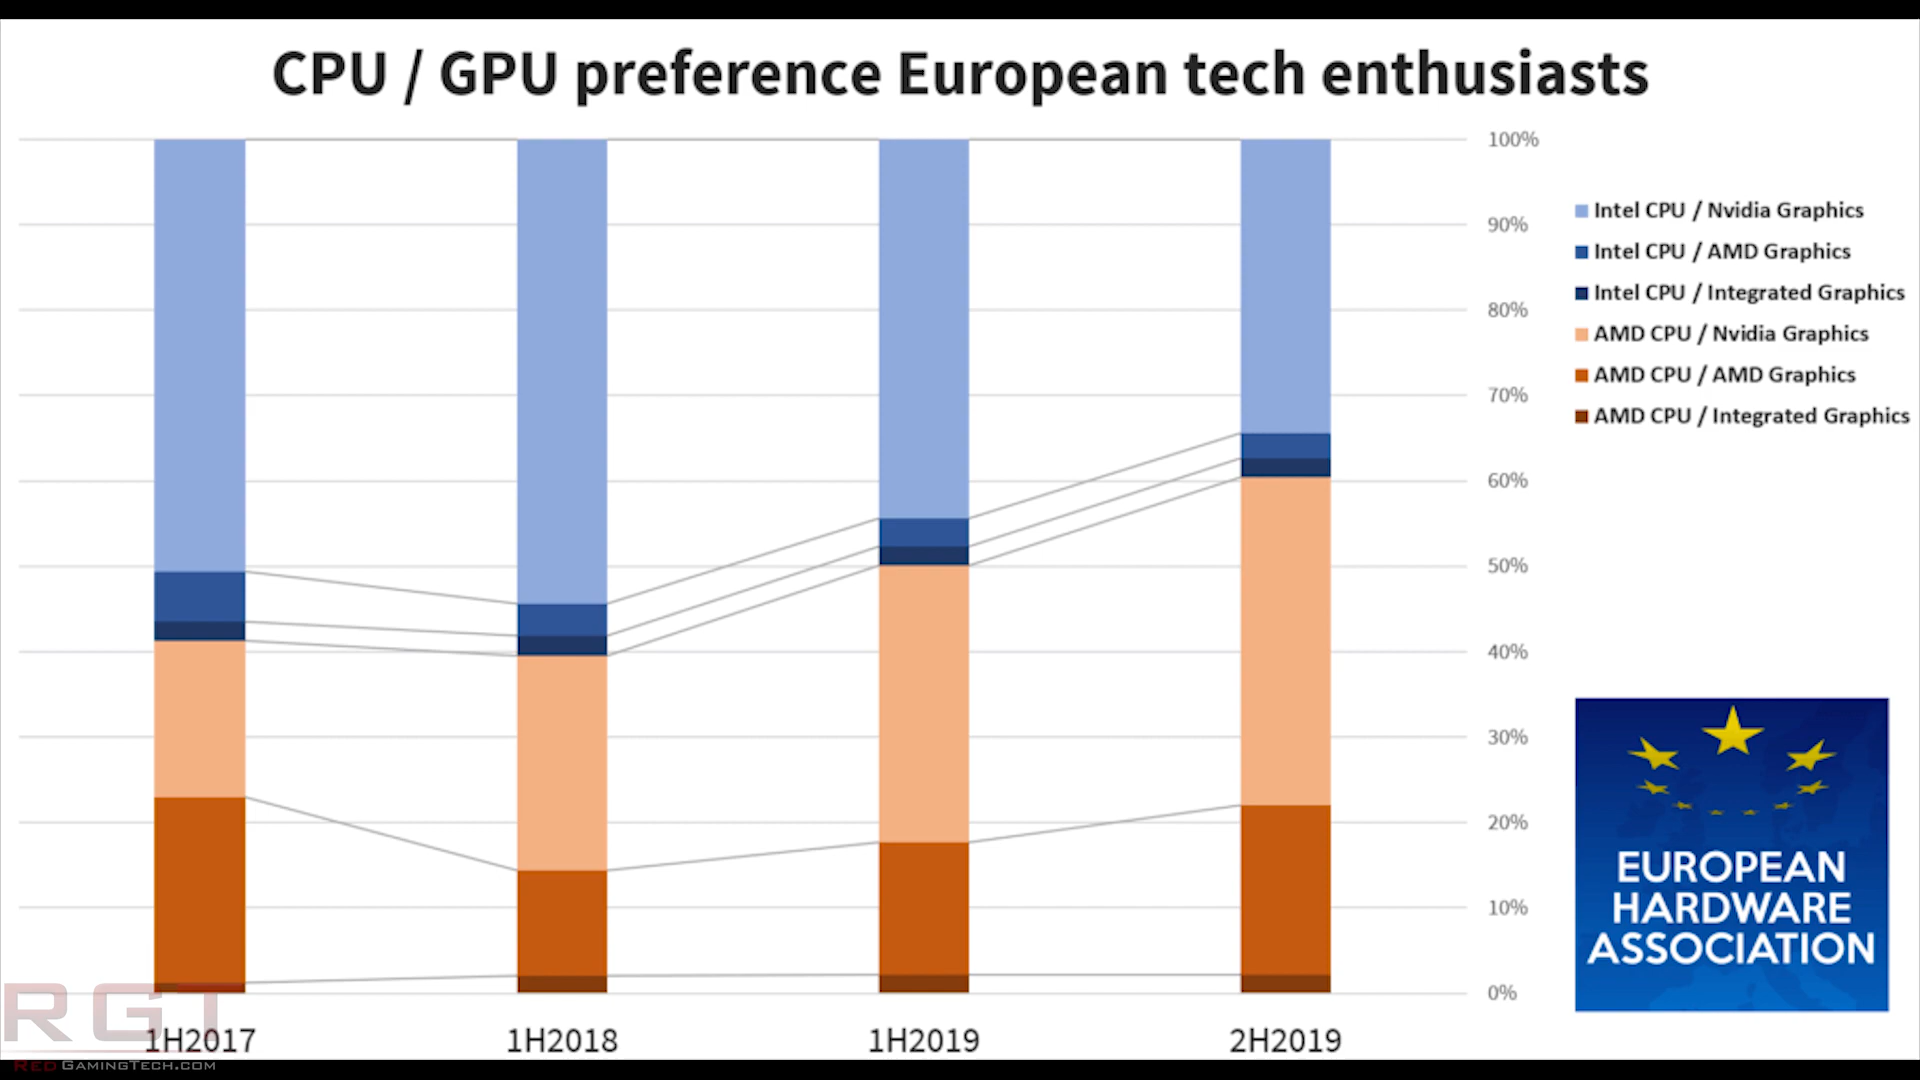 CPU / GPU preference European tech enthusiasts
100%
90%
80%
70%
60%
50%
40%
30%
20%
10%
0%
Intel CPU / Nvidia Graphics
Intel CPU / AMD Graphics
Intel CPU / Integrated Graphics
AMD CPU / Nvidia Graphics
AMD CPU / AMD Graphics
AMD CPU / Integrated Graphics
EUROPEAN
HARDWARE
ASSOCIATION
1H2017
1H2018
1H2019
2H2019
RGT
REDGAMINGTECH.COM